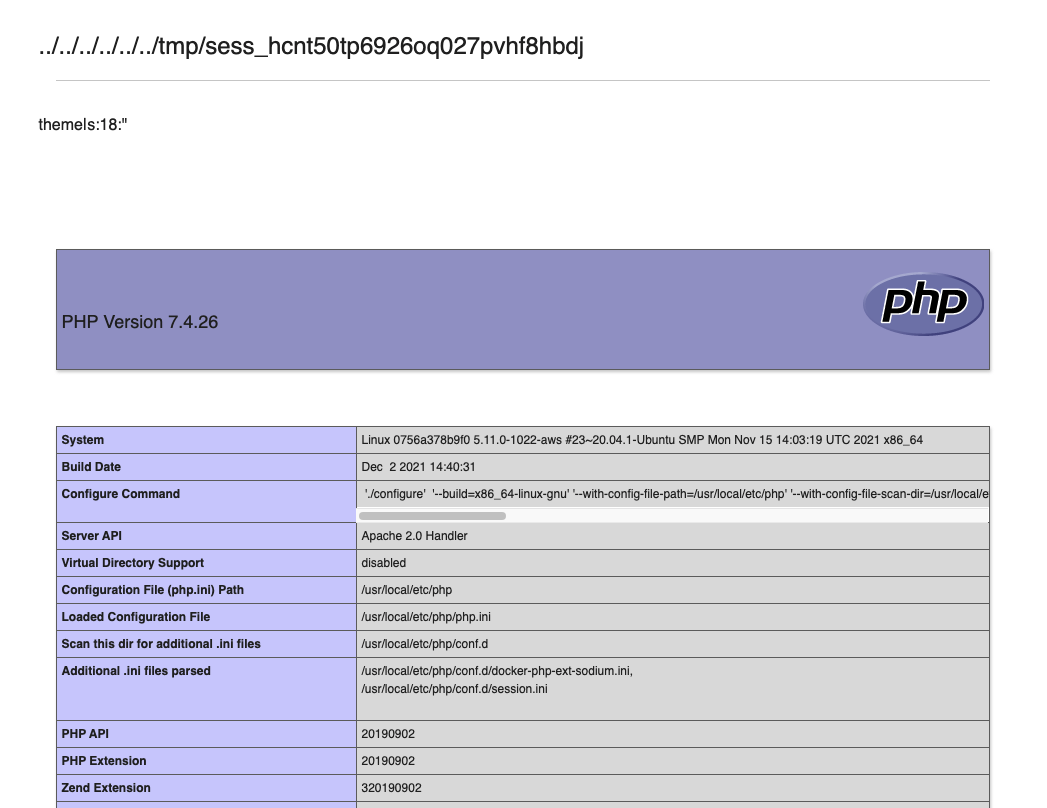 ../../../../../../tmp/sess_hcnt50tp6926oq027pvhf8hbdj
themels:18:"
php
PHP Version 7.4.26
System Linux 0756a378b9f0 5.11.0-1022-aws #23~20.04.1-Ubuntu SMP Mon Nov 15 14:03:19 UTC 2021 x86_64
Build Date Dec 2 2021 14:40:31
Configure Command './configure' '--build=x86_64-linux-gnu' '--with-config-file-path=/usr/local/etc/php' '--with-config-file-scan-dir=/usr/local/e
Server API Apache 2.0 Handler
Virtual Directory Support disabled
Configuration File (php.ini) Path /usr/local/etc/php
Loaded Configuration File /usr/local/etc/php/php.ini
Scan this dir for additional .ini files /usr/local/etc/php/conf.d
Additional .ini files parsed /usr/local/etc/php/conf.d/docker-php-ext-sodium.ini,
/usr/local/etc/php/conf.d/session.ini
PHP API 20190902
PHP Extension 20190902
Zend Extension 320190902